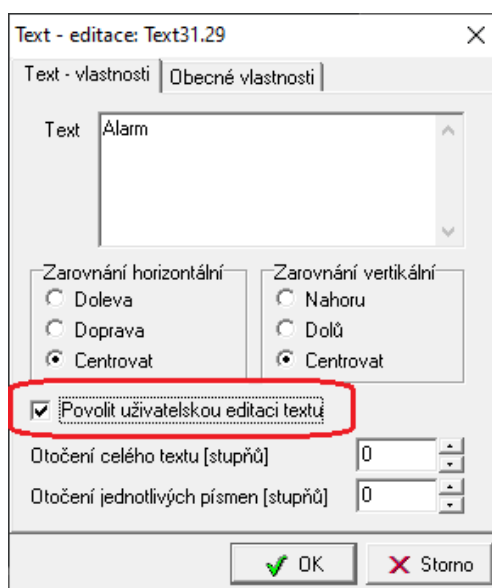 Text - editace: Text31.29
Text - vlastnosti Obecné vlastnosti
Text Alarm
Zarovnání horizontální Zarovnání vertikální
Doleva Nahoru
Doprava Dolů
Centrovat Centrovat
Povolit uživatelskou editaci textu
Otočení celého textu [stupňů] 0
Otočení jednotlivých písmen [stupňů] 0
OK Storno